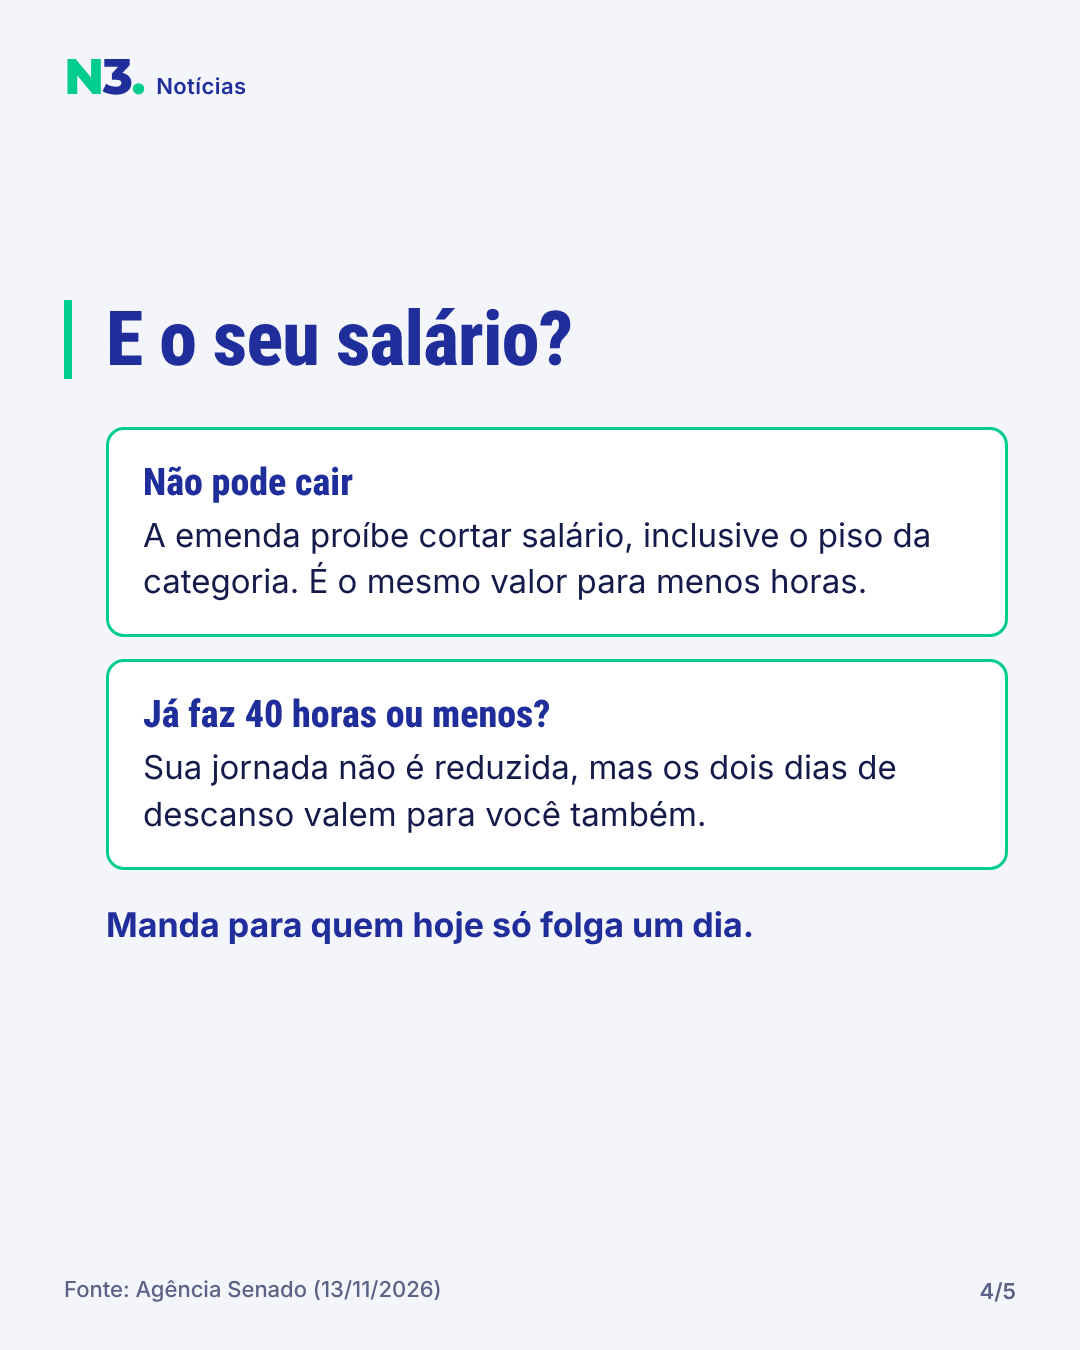 N3. Notícias
E o seu salário?
Não pode cair
A emenda proíbe cortar salário, inclusive o piso da
categoria. É o mesmo valor para menos horas.
Já faz 40 horas ou menos?
Sua jornada não é reduzida, mas os dois dias de
descanso valem para você também.
Manda para quem hoje só folga um dia.
Fonte: Agência Senado (13/11/2026)
4/5